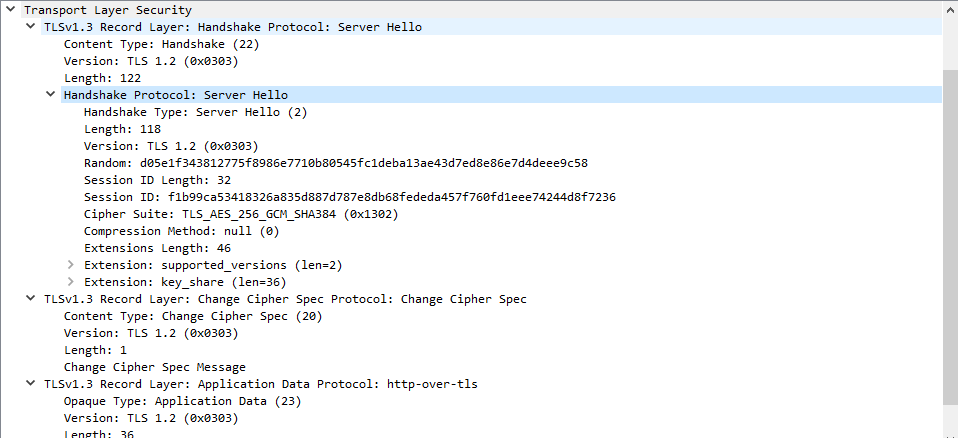 Transport Layer Security
TLSv1.3 Record Layer: Handshake Protocol: Server Hello
Content Type: Handshake (22)
Version: TLS 1.2 (0x0303)
Length: 122
Handshake Protocol: Server Hello
Handshake Type: Server Hello (2)
Length: 118
Version: TLS 1.2 (0x0303)
Random: d05e1f343812775f8986e7710b80545fc1deba13ae43d7ed8e86e7d4deee9c58
Session ID Length: 32
Session ID: f1b99ca53418326a835d887d787e8db68fededa457f760fd1eee74244d8f7236
Cipher Suite: TLS_AES_256_GCM_SHA384 (0x1302)
Compression Method: null (0)
Extensions Length: 46
Extension: supported_versions (len=2)
Extension: key_share (len=36)
TLSv1.3 Record Layer: Change Cipher Spec Protocol: Change Cipher Spec
Content Type: Change Cipher Spec (20)
Version: TLS 1.2 (0x0303)
Length: 1
Change Cipher Spec Message
TLSv1.3 Record Layer: Application Data Protocol: http-over-tls
Opaque Type: Application Data (23)
Version: TLS 1.2 (0x0303)
Length: 36